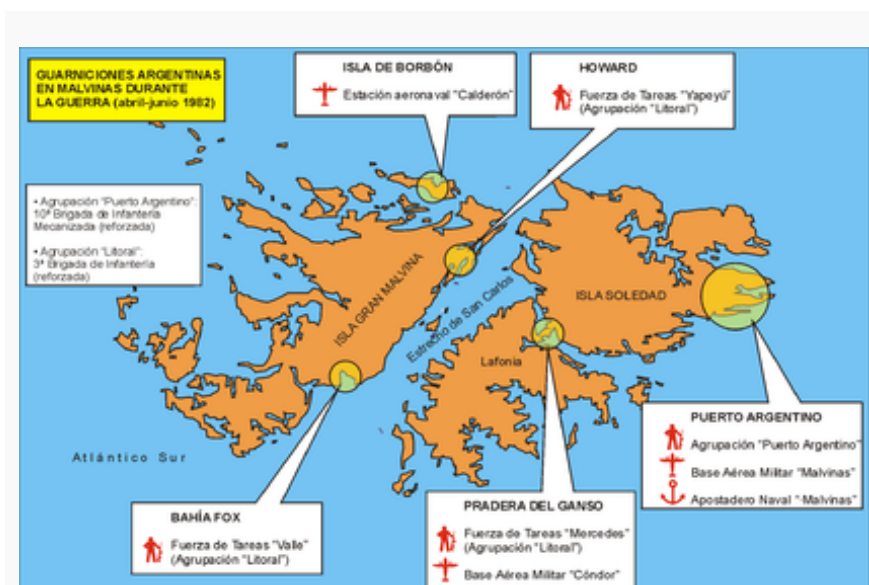 GUARNICIONES ARGENTINAS
EN MALVINAS DURANTE
LA GUERRA (abril-junio 1982)
ISLA DE BORBÓN
Estación aeronaval "Calderón"
HOWARD
Fuerza de Tareas "Yapeyú"
(Agrupación "Litoral")
• Agrupación "Puerto Argentino":
10ª Brigada de Infantería
Mecanizada (reforzada)
• Agrupación "Litoral":
3ª Brigada de Infantería
(reforzada)
ISLA GRAN MALVINA
Estrecho de San Carlos
ISLA SOLEDAD
Lafonia
Atlántico Sur
PUERTO ARGENTINO
Agrupación "Puerto Argentino"
Base Aérea Militar "Malvinas"
Apostadero Naval "Malvinas"
BAHÍA FOX
Fuerza de Tareas "Valle"
(Agrupación "Litoral")
PRADERA DEL GANSO
Fuerza de Tareas "Mercedes"
(Agrupación "Litoral")
Base Aérea Militar "Cóndor"